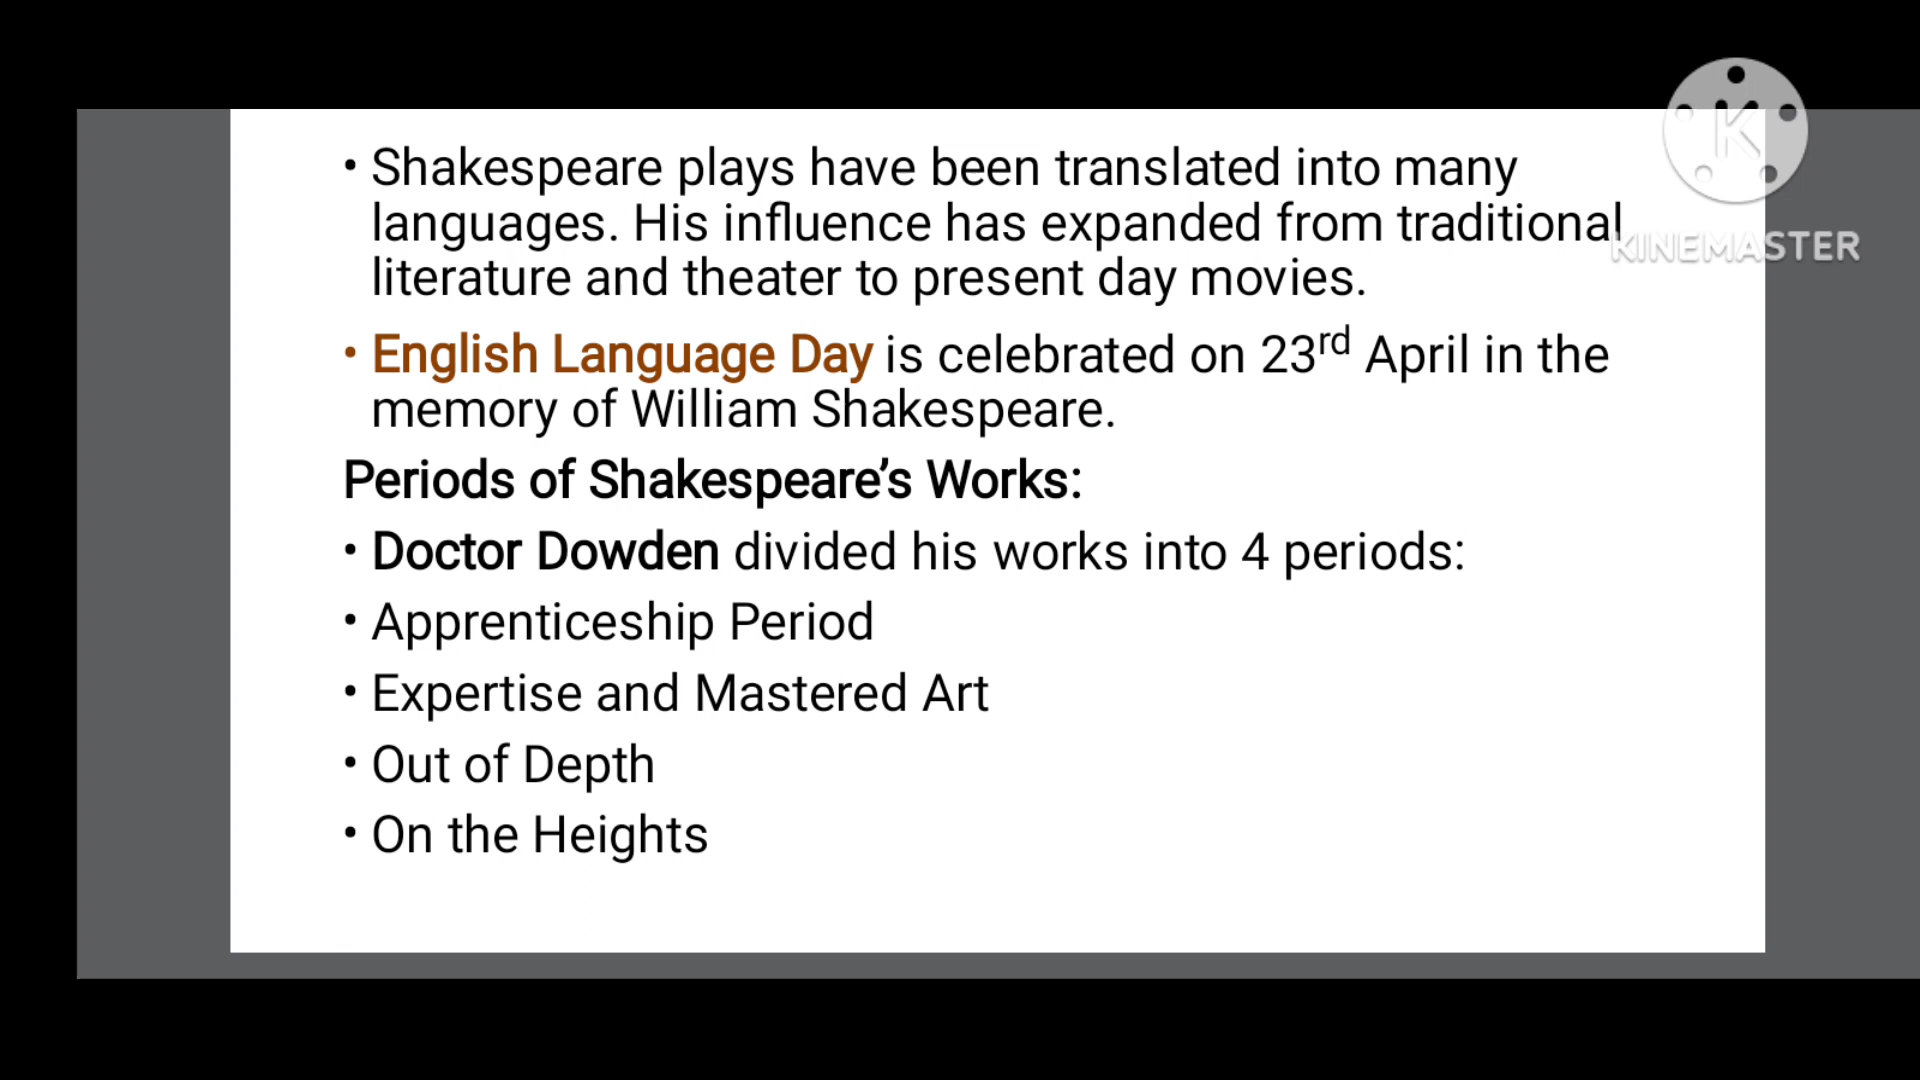 • Shakespeare plays have been translated into many
languages. His influence has expanded from traditional
literature and theater to present day movies.
• English Language Day is celebrated on 23rd April in the
memory of William Shakespeare.
Periods of Shakespeare’s Works:
• Doctor Dowden divided his works into 4 periods:
• Apprenticeship Period
• Expertise and Mastered Art
• Out of Depth
• On the Heights
K
KINEMASTER